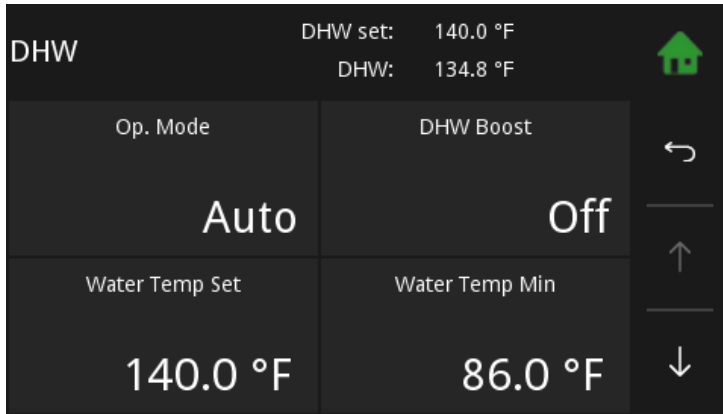 DHW
DHW set: 140.0 °F
DHW: 134.8 °F
Op. Mode
Auto
DHW Boost
Off
Water Temp Set
140.0 °F
Water Temp Min
86.0 °F